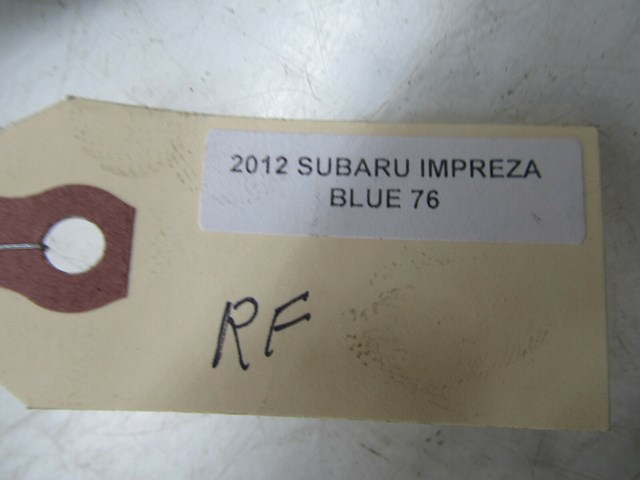 2012 SUBARU IMPREZA
BLUE 76
RF